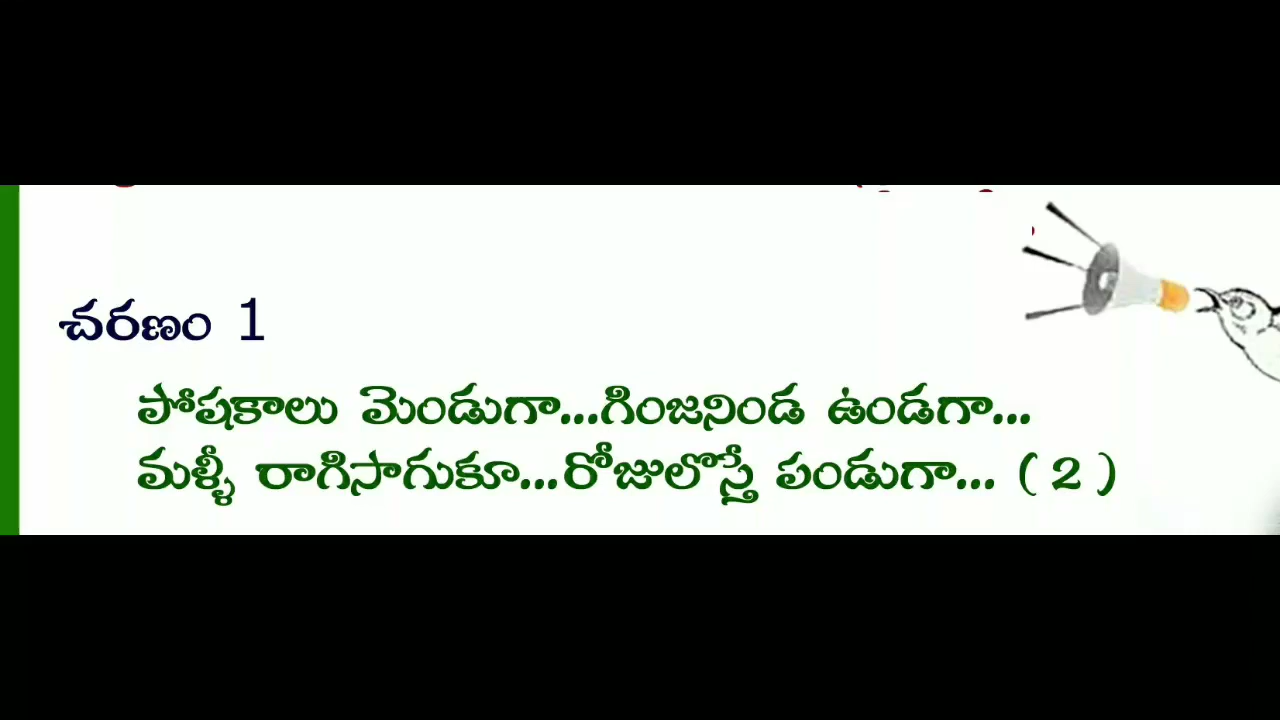 చరణం 1
పోషకాలు మెండుగా...గింజనిండ ఉండగా...
మళ్ళీ రాగిసాగుకూ...రోజులొస్తే పండుగా... ( 2 )